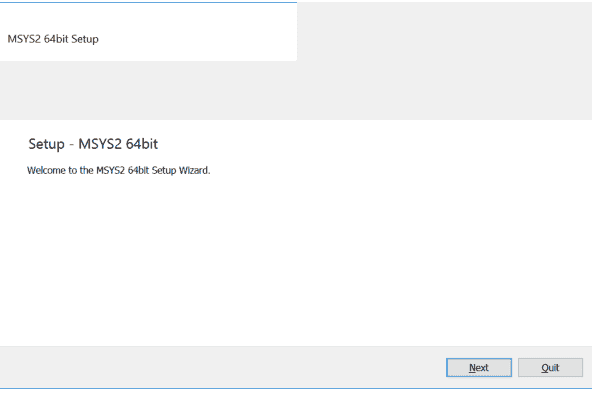 MSYS2 64bit Setup
Setup - MSYS2 64bit
Welcome to the MSYS2 64bit Setup Wizard.
Next
Quit